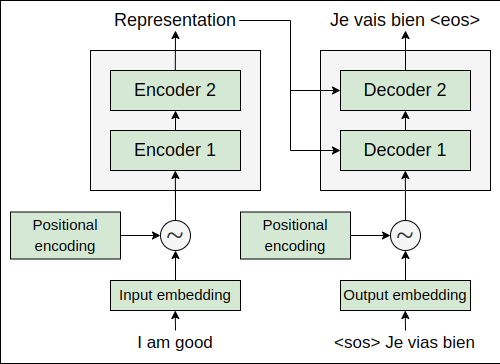 Representation
Je vais bien <eos>
Encoder 2
Decoder 2
Encoder 1
Decoder 1
Positional
encoding
~
Positional
encoding
~
Input embedding
Output embedding
I am good
<sos> Je vias bien